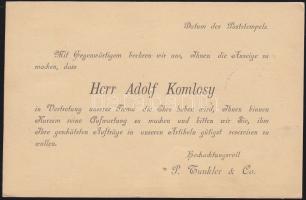 Datum des Poststempels.
Mit Gegenwärtigem beehren wir uns, Ihnen die Anzeige zu
machen, dass
Herr Adolf Komlosy
in Vertretung unserer Firma die Ehre haben wird, Ihnen binnen
Kurzem seine Aufwartung zu machen und bitten wir Sie, ihm
Ihre geschätzten Aufträge in unseren Artikeln gütigst reserviren zu
wollen.
Hochachtungsvoll
P. Tunkler & Co.